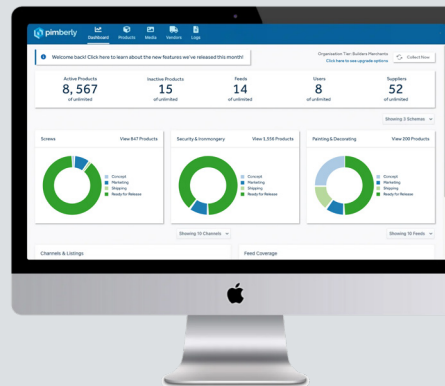 pimberly
Dashboard Products Media Vendors Logs
Welcome back! Click here to learn about the new features we've released this month!
Organisation Tier: Builders Merchants
Click here to see upgrade options
Collect Now
Active Products
8,567
of unlimited
Inactive Products
15
of unlimited
Feeds
14
of unlimited
Users
8
of unlimited
Suppliers
52
of unlimited
Showing 3 Schemas
Screws View 847 Products
Concept
Marketing
Shipping
Ready for Release
Security & Ironmongery View 1,558 Products
Concept
Marketing
Shipping
Ready for Release
Painting & Decorating View 200 Products
Concept
Marketing
Shipping
Ready for Release
Showing 10 Channels
Showing 10 Feeds
Channels & Listings
Feed Coverage